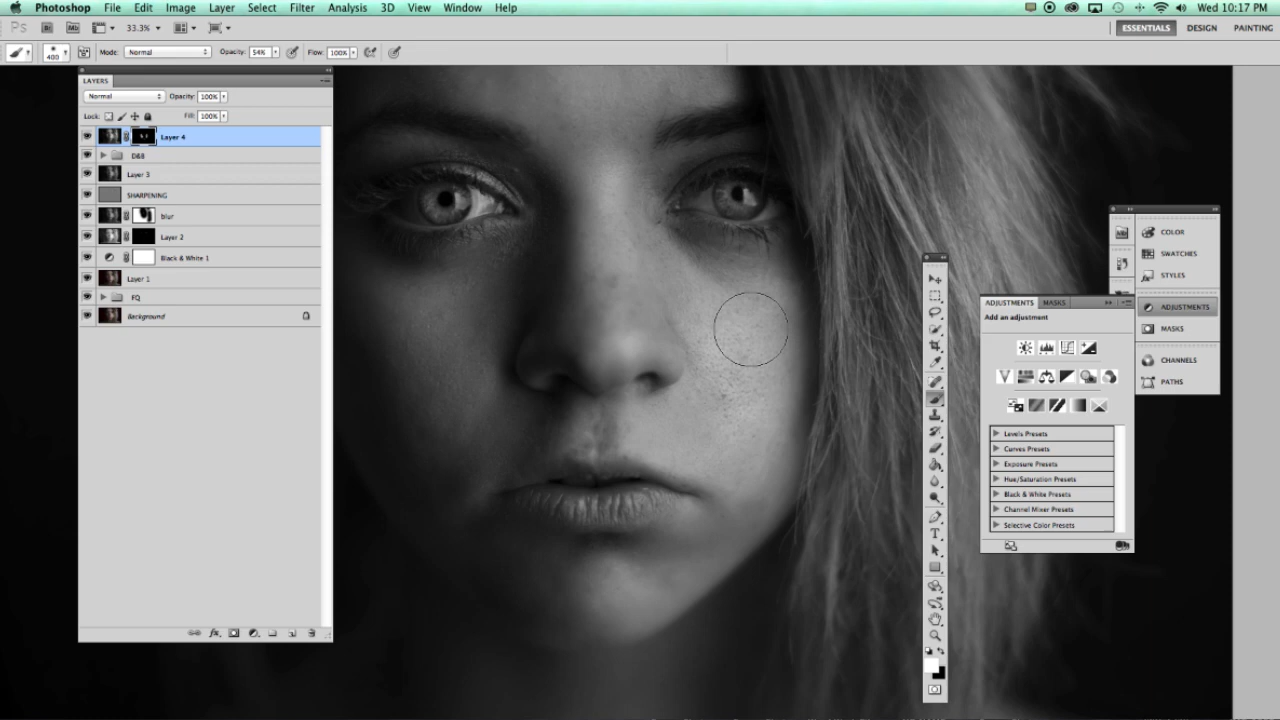 Photoshop File Edit Image Layer Select Filter Analysis 3D View Window Help Wed 10:17 PM
Ps Br Mb 33.3% ESSENTIALS DESIGN PAINTING
400 Mode: Normal Opacity: 54% Flow: 100%
LAYERS
Normal Opacity: 100%
Lock: Fill: 100%
Layer 4
D&B
Layer 3
SHARPENING
blur
Layer 2
Black & White 1
Layer 1
FQ
Background
COLOR
SWATCHES
STYLES
ADJUSTMENTS
MASKS
CHANNELS
PATHS
ADJUSTMENTS MASKS
Add an adjustment
Levels Presets
Curves Presets
Exposure Presets
Hue/Saturation Presets
Black & White Presets
Channel Mixer Presets
Selective Color Presets